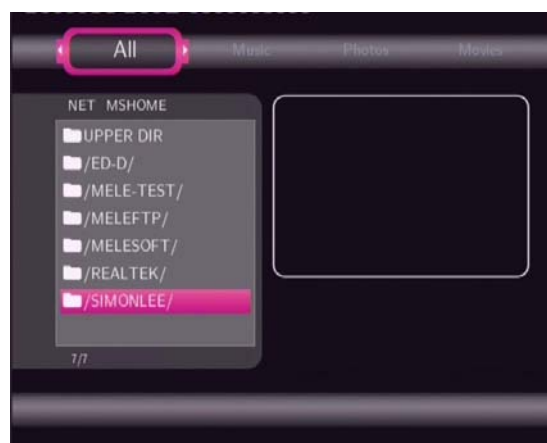 All Music Photos Movies
NET MSHOME
UPPER DIR
/ED-D/
/MELE-TEST/
/MELEFTP/
/MELESOFT/
/REALTEK/
/SIMONLEE/
7/7